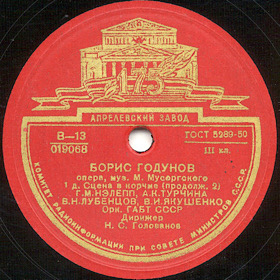 175
АПРЕЛЕВСКИЙ ЗАВОД
В—13
019068
ГОСТ 5289-50
III кл.
БОРИС ГОДУНОВ
опера, муз. М. Мусоргского
1 д. Сцена в корчме (продолж. 2)
Г.М.НЭЛЕПП, А.К.ТУРЧИНА
В.Н.ЛУБЕНЦОВ, В.И.ЯКУШЕНКО
Орк. ГАБТ СССР
Дирижер
Н. С. Голованов
КОМИТЕТ РАДИОИНФОРМАЦИИ ПРИ СОВЕТЕ МИНИСТРОВ СССР